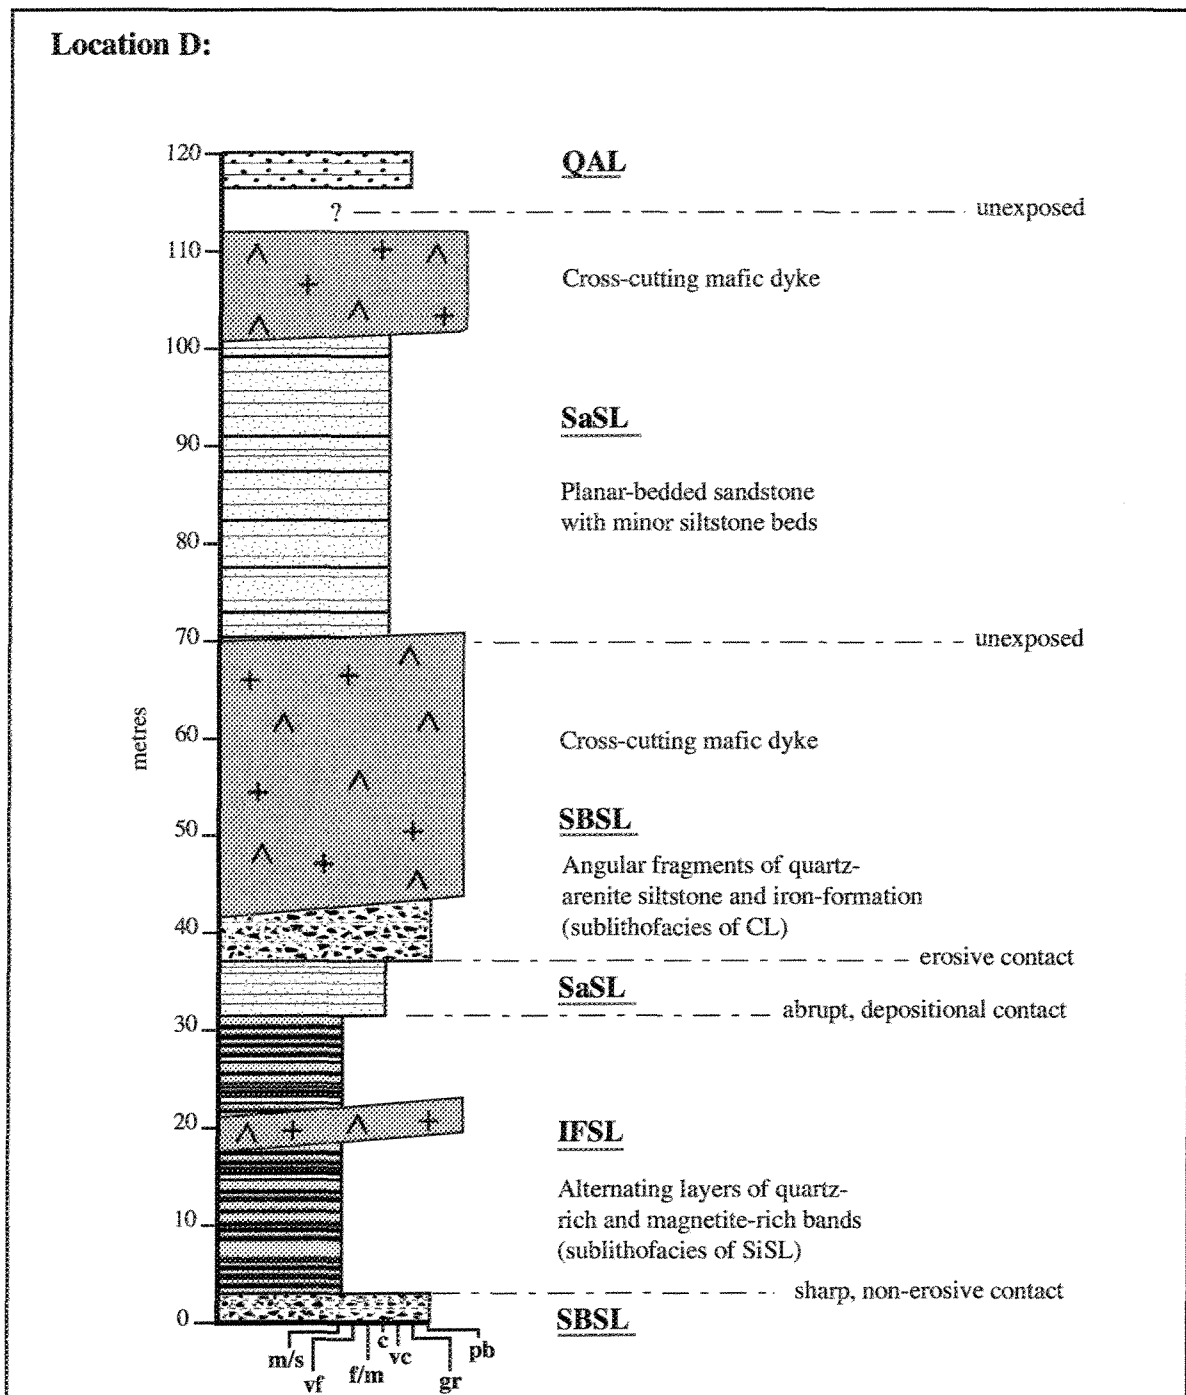 Location D:
120
QAL
? unexposed
110
Cross-cutting mafic dyke
100
SaSL
90
Planar-bedded sandstone
with minor siltstone beds
80
70
unexposed
metres
60
Cross-cutting mafic dyke
SBSL
50
Angular fragments of quartz-
arenite siltstone and iron-formation
(sublithofacies of CL)
40
erosive contact
SaSL
abrupt, depositional contact
30
20
IFSL
Alternating layers of quartz-
rich and magnetite-rich bands
(sublithofacies of SiSL)
10
sharp, non-erosive contact
0
SBSL
m/s vf f/m c vc gr pb